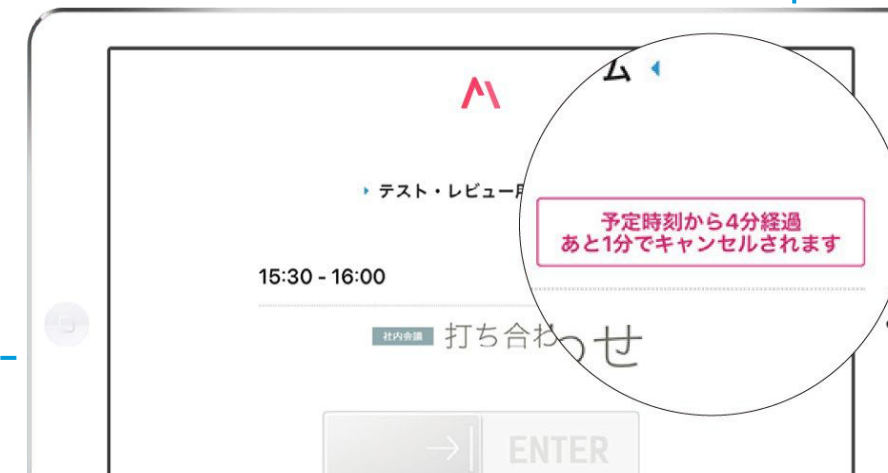 ム
テスト・レビュー用
予定時刻から4分経過
あと1分でキャンセルされます
15:30 - 16:00
社内会議 打ち合わせ
ENTER